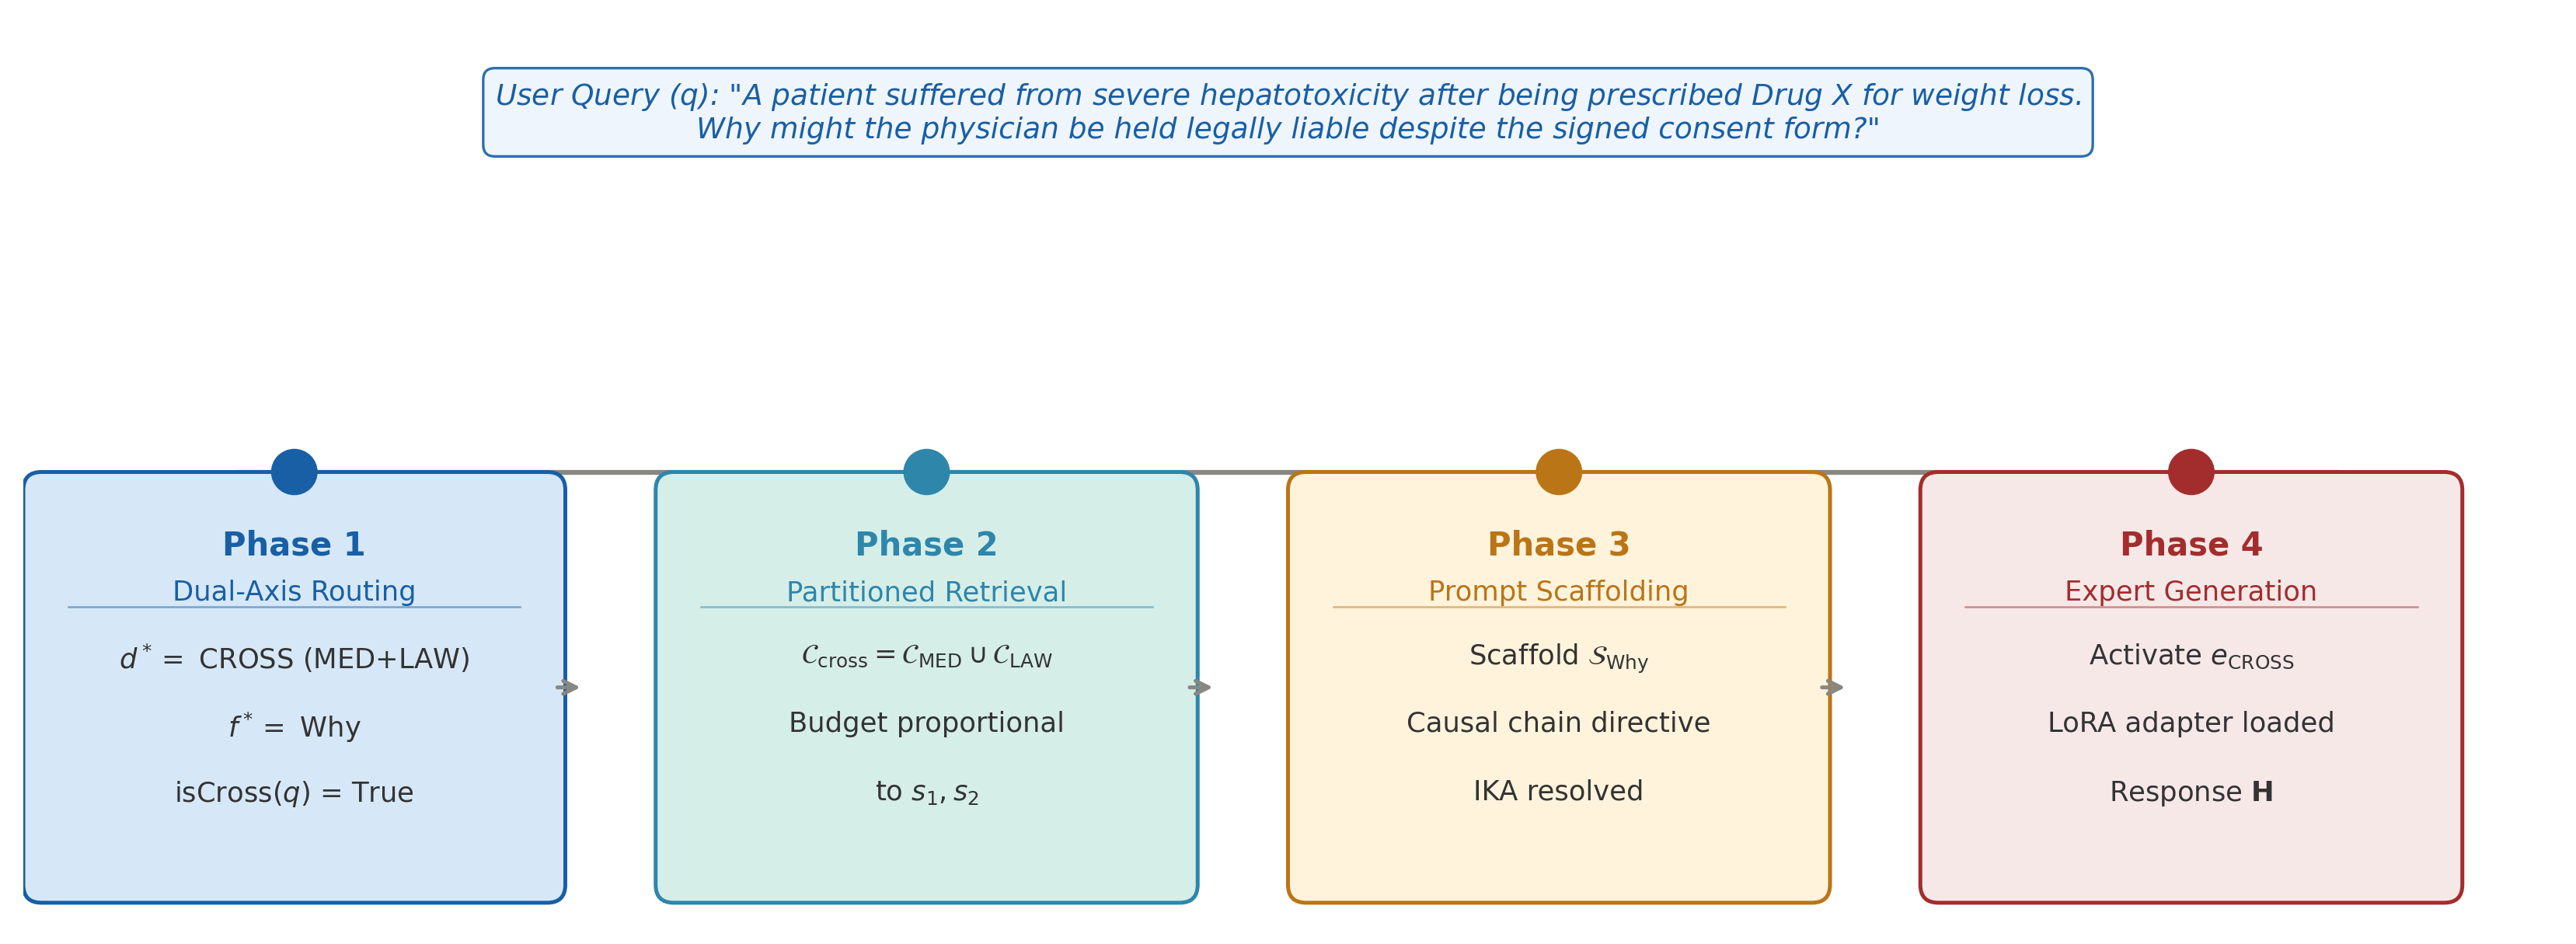 User Query (q): "A patient suffered from severe hepatotoxicity after being prescribed Drug X for weight loss.
Why might the physician be held legally liable despite the signed consent form?"
Phase 1
Dual-Axis Routing
d* = CROSS (MED+LAW)
f* = Why
isCross(q) = True
Phase 2
Partitioned Retrieval
𝒞cross = 𝒞MED ∪ 𝒞LAW
Budget proportional
to s₁, s₂
Phase 3
Prompt Scaffolding
Scaffold 𝒮Why
Causal chain directive
IKA resolved
Phase 4
Expert Generation
Activate eCROSS
LoRA adapter loaded
Response H